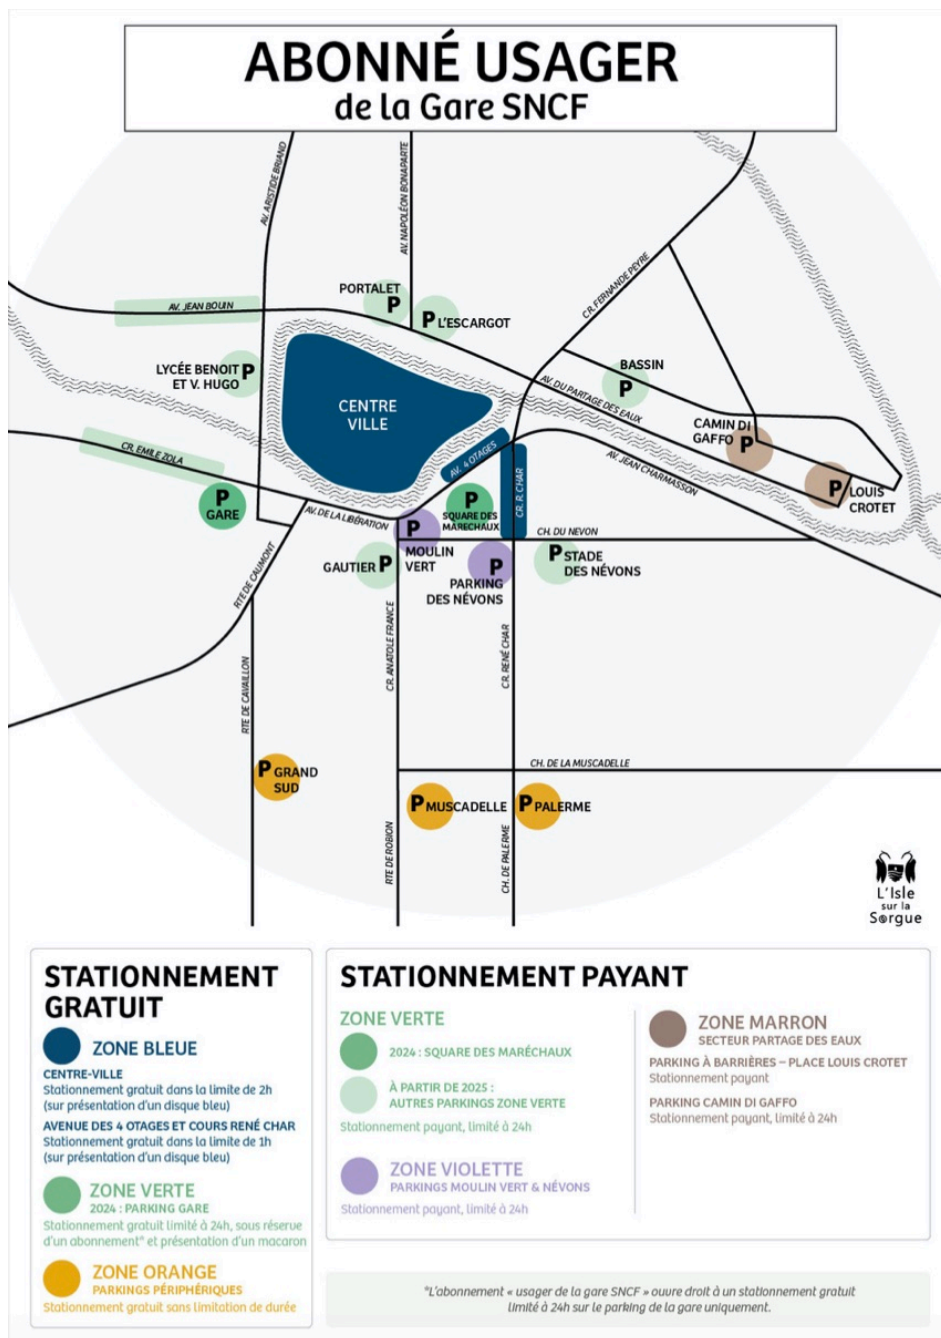 ABONNÉ USAGER
de la Gare SNCF
AV. ARISTIDE BRIAND
AV. NAPOLÉON BONAPARTE
CR. FERNANDE PEYRE
AV. JEAN BOUIN
PORTALET
P
P L'ESCARGOT
LYCÉE BENOIT P
ET V. HUGO
CENTRE
VILLE
BASSIN
P
AV. DU PARTAGE DES EAUX
CAMIN DI
GAFFO P
P LOUIS
CROTET
AV. JEAN CHARMASSON
CR. EMILE ZOLA
AV. 4 OTAGES
CR. R. CHAR
P
GARE
AV. DE LA LIBÉRATION
P
SQUARE DES
MARÉCHAUX
P
MOULIN
VERT
CH. DU NEVON
GAUTIER P
P
PARKING
DES NÉVONS
P STADE
DES NÉVONS
RTE DE CAUMONT
RTE DE CAVAILLON
CR. ANATOLE FRANCE
CR. RENÉ CHAR
P GRAND
SUD
CH. DE LA MUSCADELLE
P MUSCADELLE
P PALERME
RTE DE ROBION
CH. DE PALERME
L'Isle
sur la
Sorgue
STATIONNEMENT
GRATUIT
ZONE BLEUE
CENTRE-VILLE
Stationnement gratuit dans la limite de 2h
(sur présentation d'un disque bleu)
AVENUE DES 4 OTAGES ET COURS RENÉ CHAR
Stationnement gratuit dans la limite de 1h
(sur présentation d'un disque bleu)
ZONE VERTE
2024 : PARKING GARE
Stationnement gratuit limité à 24h, sous réserve
d'un abonnement* et présentation d'un macaron
ZONE ORANGE
PARKINGS PÉRIPHÉRIQUES
Stationnement gratuit sans limitation de durée
STATIONNEMENT PAYANT
ZONE VERTE
2024 : SQUARE DES MARÉCHAUX
À PARTIR DE 2025 :
AUTRES PARKINGS ZONE VERTE
Stationnement payant, limité à 24h
ZONE VIOLETTE
PARKINGS MOULIN VERT & NÉVONS
Stationnement payant, limité à 24h
ZONE MARRON
SECTEUR PARTAGE DES EAUX
PARKING À BARRIÈRES – PLACE LOUIS CROTET
Stationnement payant
PARKING CAMIN DI GAFFO
Stationnement payant, limité à 24h
*L'abonnement « usager de la gare SNCF » ouvre droit à un stationnement gratuit
limité à 24h sur le parking de la gare uniquement.